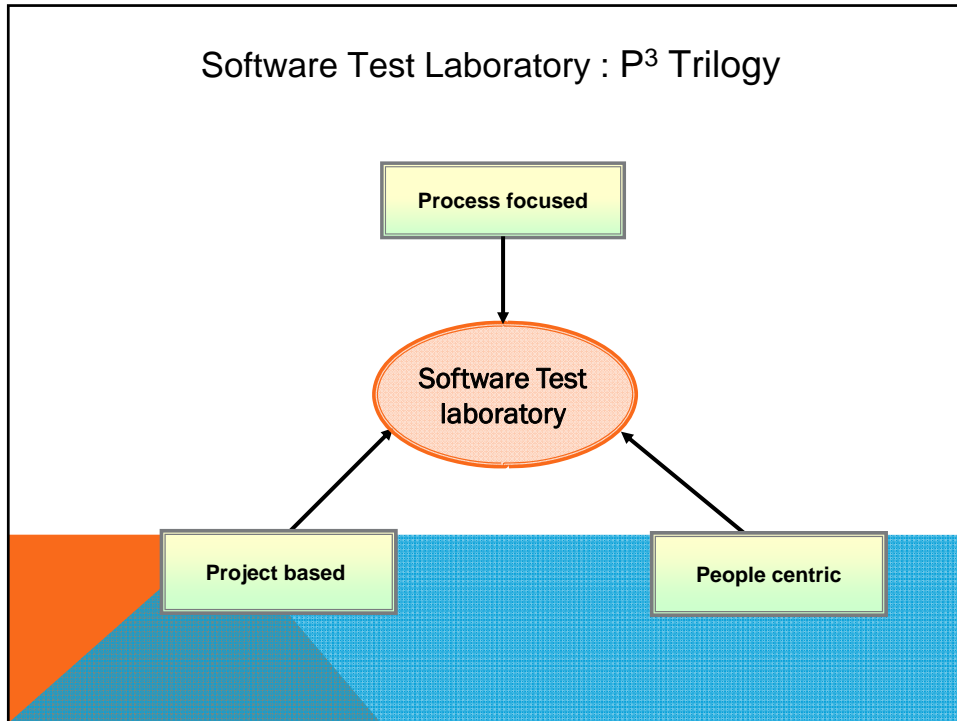 Software Test Laboratory : P³ Trilogy
Process focused
Software Test
laboratory
Project based
People centric